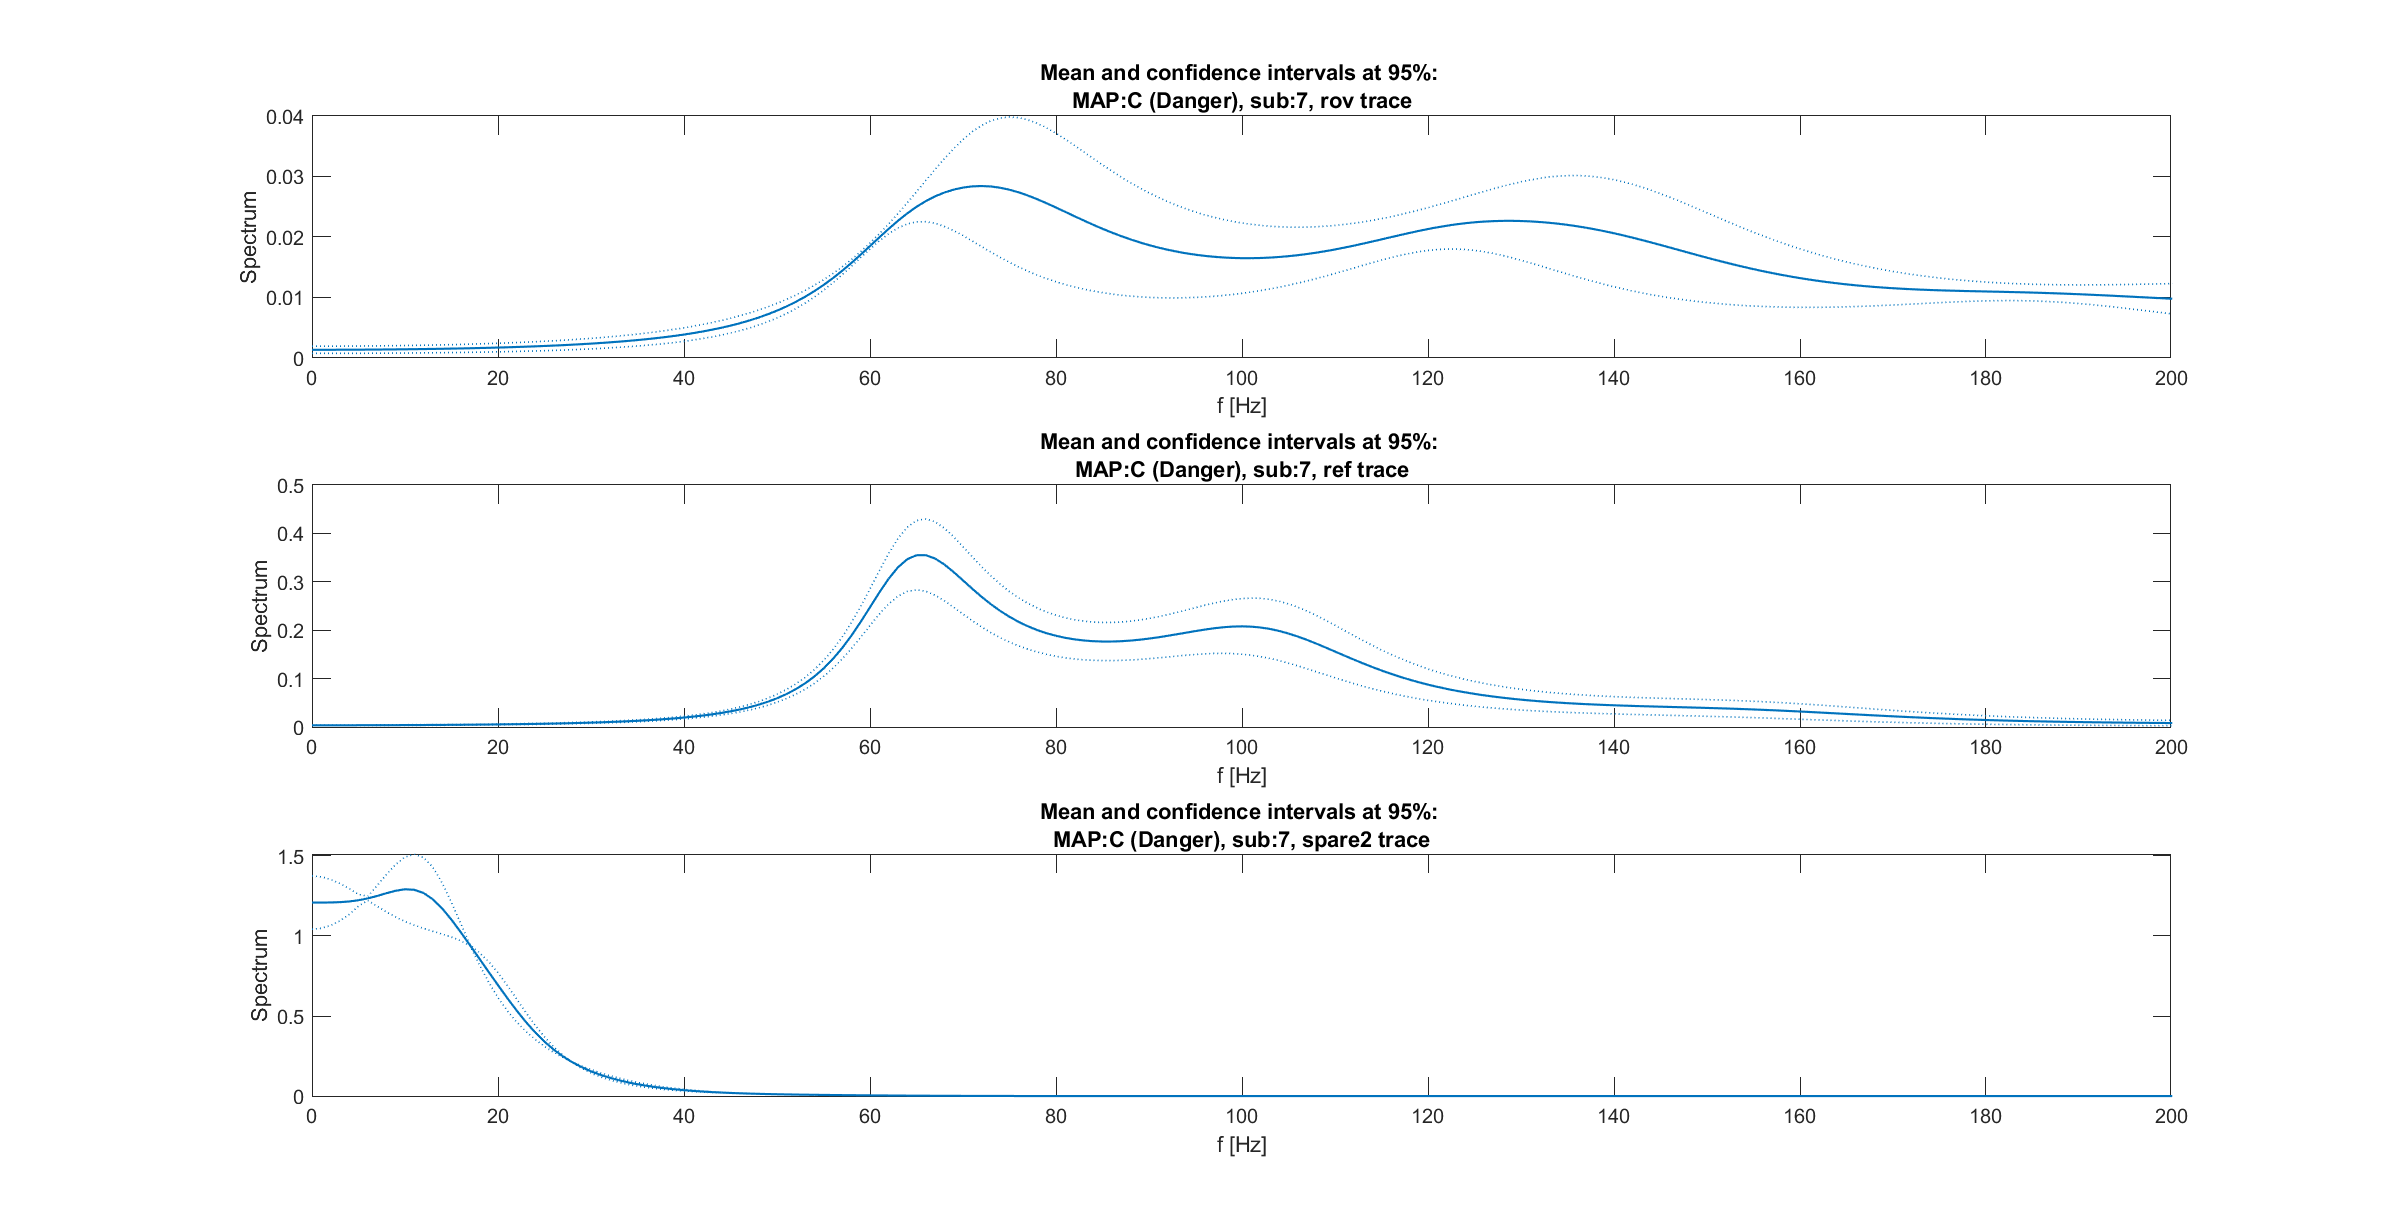 Mean and confidence intervals at 95%:
MAP:C (Danger), sub:7, rov trace
Spectrum
0.04
0.03
0.02
0.01
0
0 20 40 60 80 100 120 140 160 180 200
f [Hz]
Mean and confidence intervals at 95%:
MAP:C (Danger), sub:7, ref trace
Spectrum
0.5
0.4
0.3
0.2
0.1
0
0 20 40 60 80 100 120 140 160 180 200
f [Hz]
Mean and confidence intervals at 95%:
MAP:C (Danger), sub:7, spare2 trace
Spectrum
1.5
1
0.5
0
0 20 40 60 80 100 120 140 160 180 200
f [Hz]